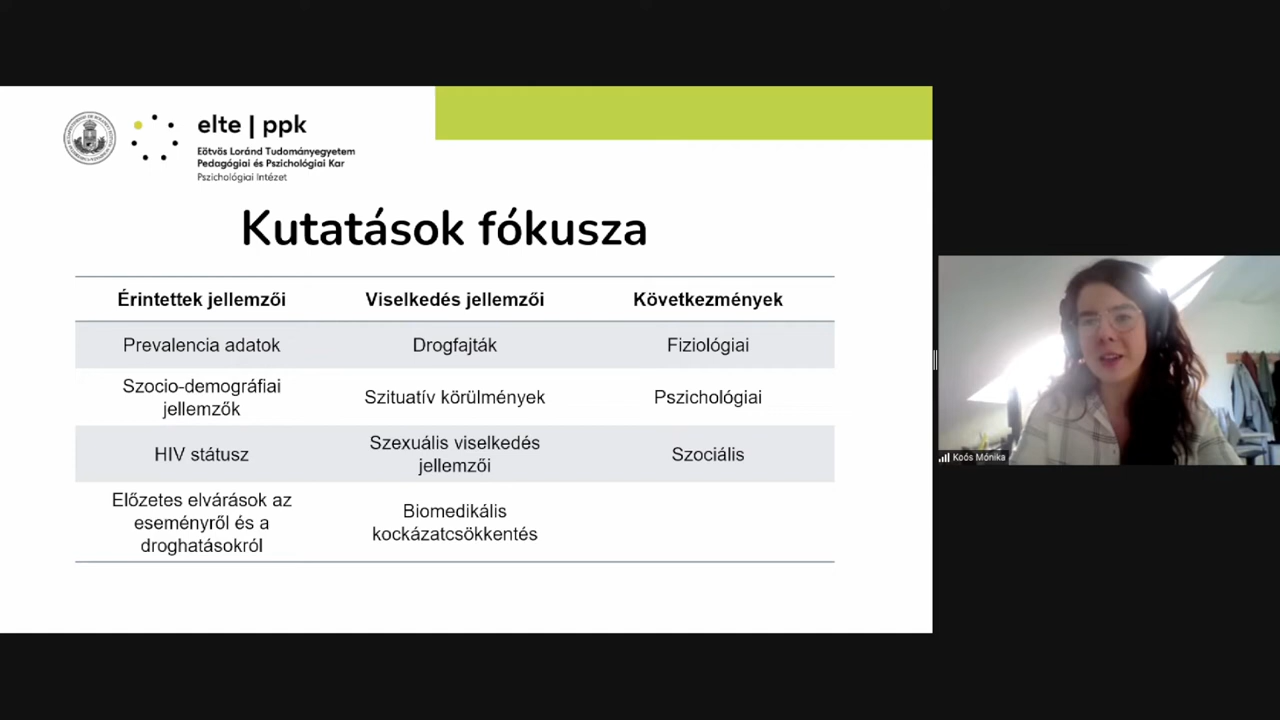 elte | ppk
Eötvös Loránd Tudományegyetem
Pedagógiai és Pszichológiai Kar
Pszichológiai Intézet
Kutatások fókusza
Érintettek jellemzői Viselkedés jellemzői Következmények
Prevalencia adatok Drogfajták Fiziológiai
Szocio-demográfiai
jellemzők
Szituatív körülmények Pszichológiai
HIV státusz
Szexuális viselkedés
jellemzői
Szociális
Előzetes elvárások az
eseményről és a
droghatásokról
Biomedikális
kockázatcsökkentés
Koós Mónika